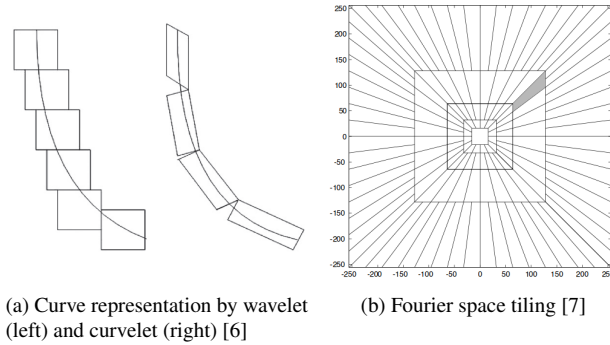 250
200
150
100
50
0
-50
-100
-150
-200
-250
-250 -200 -150 -100 -50 0 50 100 150 200 250
(a) Curve representation by wavelet
(left) and curvelet (right) [6]
(b) Fourier space tiling [7]